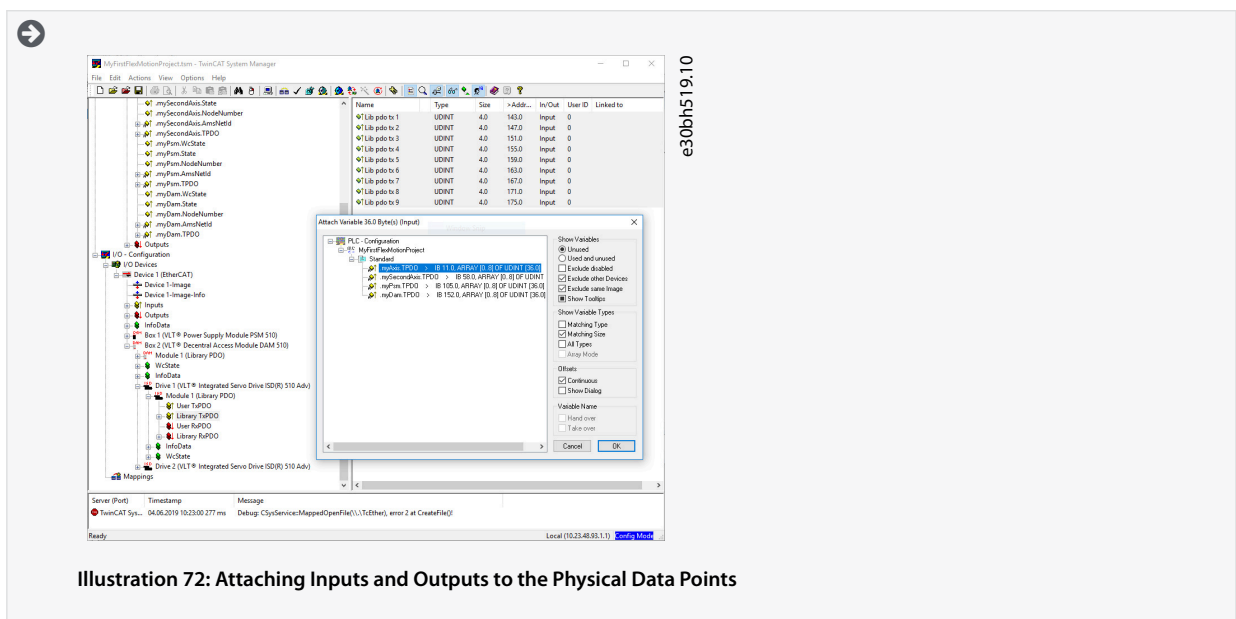 MyFirstFlexMotionProject.tsm - TwinCAT System Manager
File Edit Actions View Options Help
.mySecondAxis.State
.mySecondAxis.NodeNumber
.mySecondAxis.AmsNetId
.mySecondAxis.TPDO
.myPsm.WcState
.myPsm.State
.myPsm.NodeNumber
.myPsm.AmsNetId
.myPsm.TPDO
.myDam.WcState
.myDam.State
.myDam.NodeNumber
.myDam.AmsNetId
.myDam.TPDO
Outputs
I/O - Configuration
I/O Devices
Device 1 (EtherCAT)
Device 1-Image
Device 1-Image-Info
Inputs
Outputs
InfoData
Box 1 (VLT® Power Supply Module PSM 510)
Box 2 (VLT® Decentral Access Module DAM 510)
Module 1 (Library PDO)
WcState
InfoData
Drive 1 (VLT® Integrated Servo Drive ISD(R) 510 Adv)
Module 1 (Library PDO)
User TxPDO
Library TxPDO
User RxPDO
Library RxPDO
InfoData
WcState
Drive 2 (VLT® Integrated Servo Drive ISD(R) 510 Adv)
Mappings
Name Type Size >Addr... In/Out User ID Linked to
Lib pdo tx 1 UDINT 4.0 143.0 Input 0
Lib pdo tx 2 UDINT 4.0 147.0 Input 0
Lib pdo tx 3 UDINT 4.0 151.0 Input 0
Lib pdo tx 4 UDINT 4.0 155.0 Input 0
Lib pdo tx 5 UDINT 4.0 159.0 Input 0
Lib pdo tx 6 UDINT 4.0 163.0 Input 0
Lib pdo tx 7 UDINT 4.0 167.0 Input 0
Lib pdo tx 8 UDINT 4.0 171.0 Input 0
Lib pdo tx 9 UDINT 4.0 175.0 Input 0
Attach Variable 36.0 Byte(s) (Input)
PLC - Configuration
MyFirstFlexMotionProject
Standard
.myAxis.TPDO > IB 11.0, ARRAY [0..8] OF UDINT [36.0]
.mySecondAxis.TPDO > IB 58.0, ARRAY [0..8] OF UDINT
.myPsm.TPDO > IB 105.0, ARRAY [0..8] OF UDINT [36.0]
.myDam.TPDO > IB 152.0, ARRAY [0..8] OF UDINT [36.0]
Show Variables
Unused
Used and unused
Exclude disabled
Exclude other Devices
Exclude same Image
Show Tooltips
Show Variable Types
Matching Type
Matching Size
All Types
Array Mode
Offsets
Continuous
Show Dialog
Variable Name
Hand over
Take over
Cancel OK
Server (Port) Timestamp Message
TwinCAT Sys... 04.06.2019 10:23:00 277 ms Debug: CSysService::MappedOpenFile(\\.\TcEther), error 2 at CreateFile()!
Ready Local (10.23.48.93.1.1) Config Mode
e30bh519.10
Illustration 72: Attaching Inputs and Outputs to the Physical Data Points